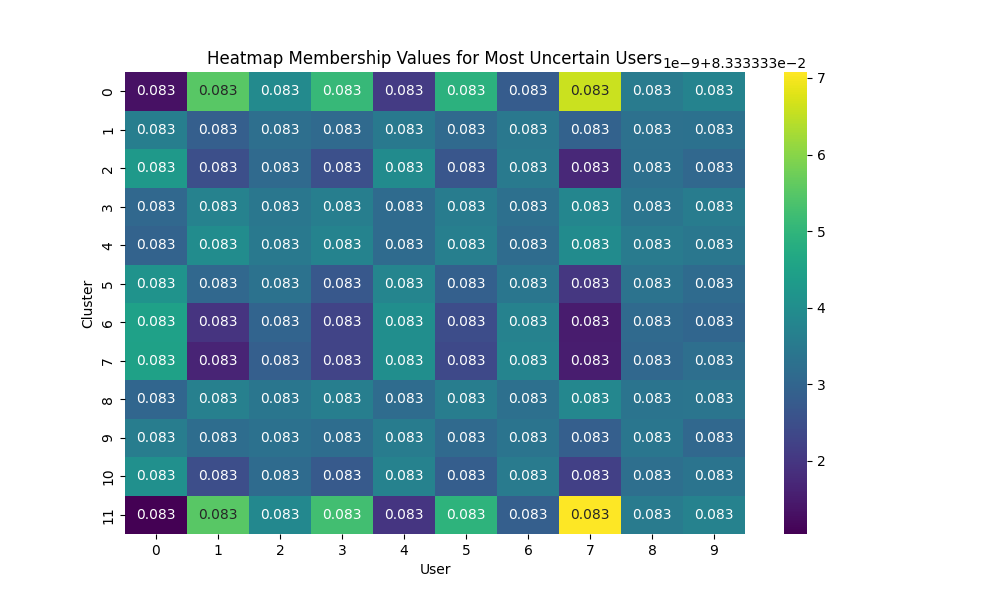 Heatmap Membership Values for Most Uncertain Users
1e−9+8.333333e−2
0 0.083 0.083 0.083 0.083 0.083 0.083 0.083 0.083 0.083 0.083
1 0.083 0.083 0.083 0.083 0.083 0.083 0.083 0.083 0.083 0.083
2 0.083 0.083 0.083 0.083 0.083 0.083 0.083 0.083 0.083 0.083
3 0.083 0.083 0.083 0.083 0.083 0.083 0.083 0.083 0.083 0.083
4 0.083 0.083 0.083 0.083 0.083 0.083 0.083 0.083 0.083 0.083
5 0.083 0.083 0.083 0.083 0.083 0.083 0.083 0.083 0.083 0.083
6 0.083 0.083 0.083 0.083 0.083 0.083 0.083 0.083 0.083 0.083
7 0.083 0.083 0.083 0.083 0.083 0.083 0.083 0.083 0.083 0.083
8 0.083 0.083 0.083 0.083 0.083 0.083 0.083 0.083 0.083 0.083
9 0.083 0.083 0.083 0.083 0.083 0.083 0.083 0.083 0.083 0.083
10 0.083 0.083 0.083 0.083 0.083 0.083 0.083 0.083 0.083 0.083
11 0.083 0.083 0.083 0.083 0.083 0.083 0.083 0.083 0.083 0.083
Cluster
0 1 2 3 4 5 6 7 8 9
User
7
6
5
4
3
2